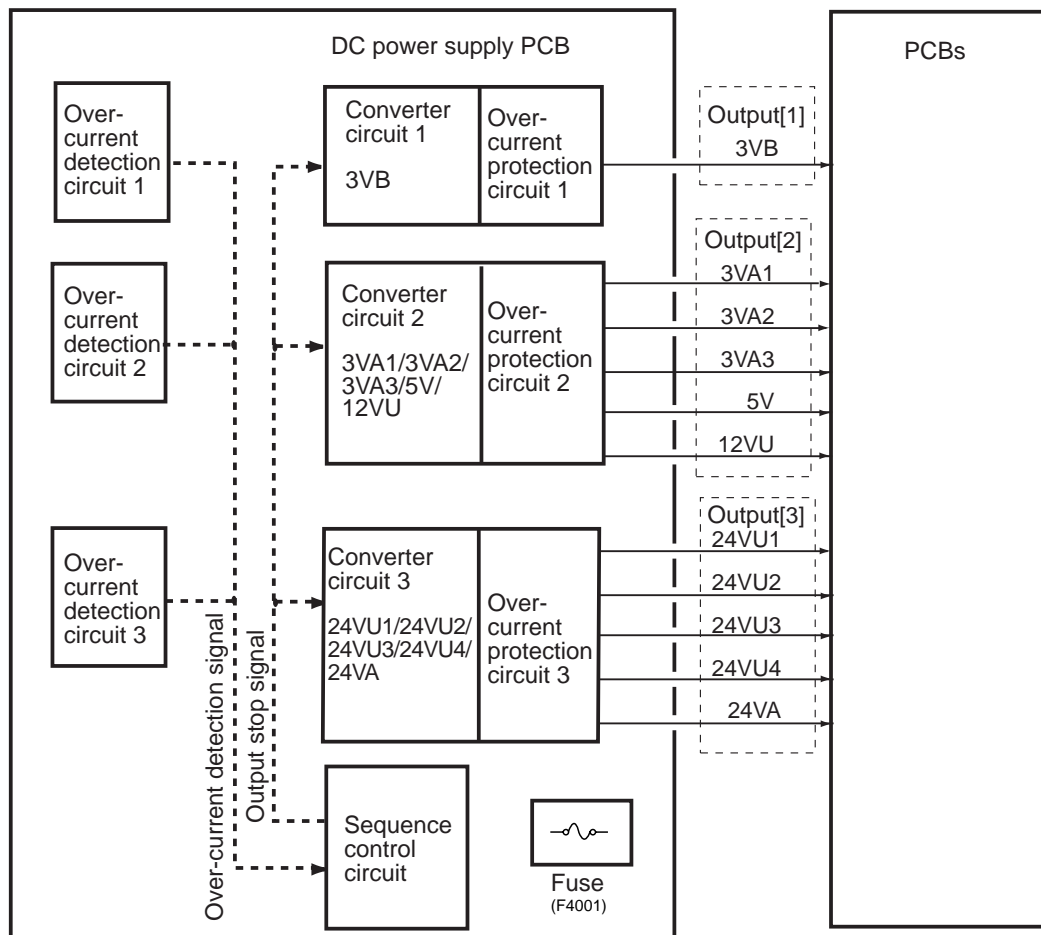 DC power supply PCB
PCBs
Over-
current
detection
circuit 1
Converter
circuit 1
3VB
Over-
current
protection
circuit 1
Output[1]
3VB
Over-
current
detection
circuit 2
Converter
circuit 2
3VA1/3VA2/
3VA3/5V/
12VU
Over-
current
protection
circuit 2
Output[2]
3VA1
3VA2
3VA3
5V
12VU
Over-
current
detection
circuit 3
Converter
circuit 3
24VU1/24VU2/
24VU3/24VU4/
24VA
Over-
current
protection
circuit 3
Output[3]
24VU1
24VU2
24VU3
24VU4
24VA
Over-current detection signal
Output stop signal
Sequence
control
circuit
Fuse
(F4001)